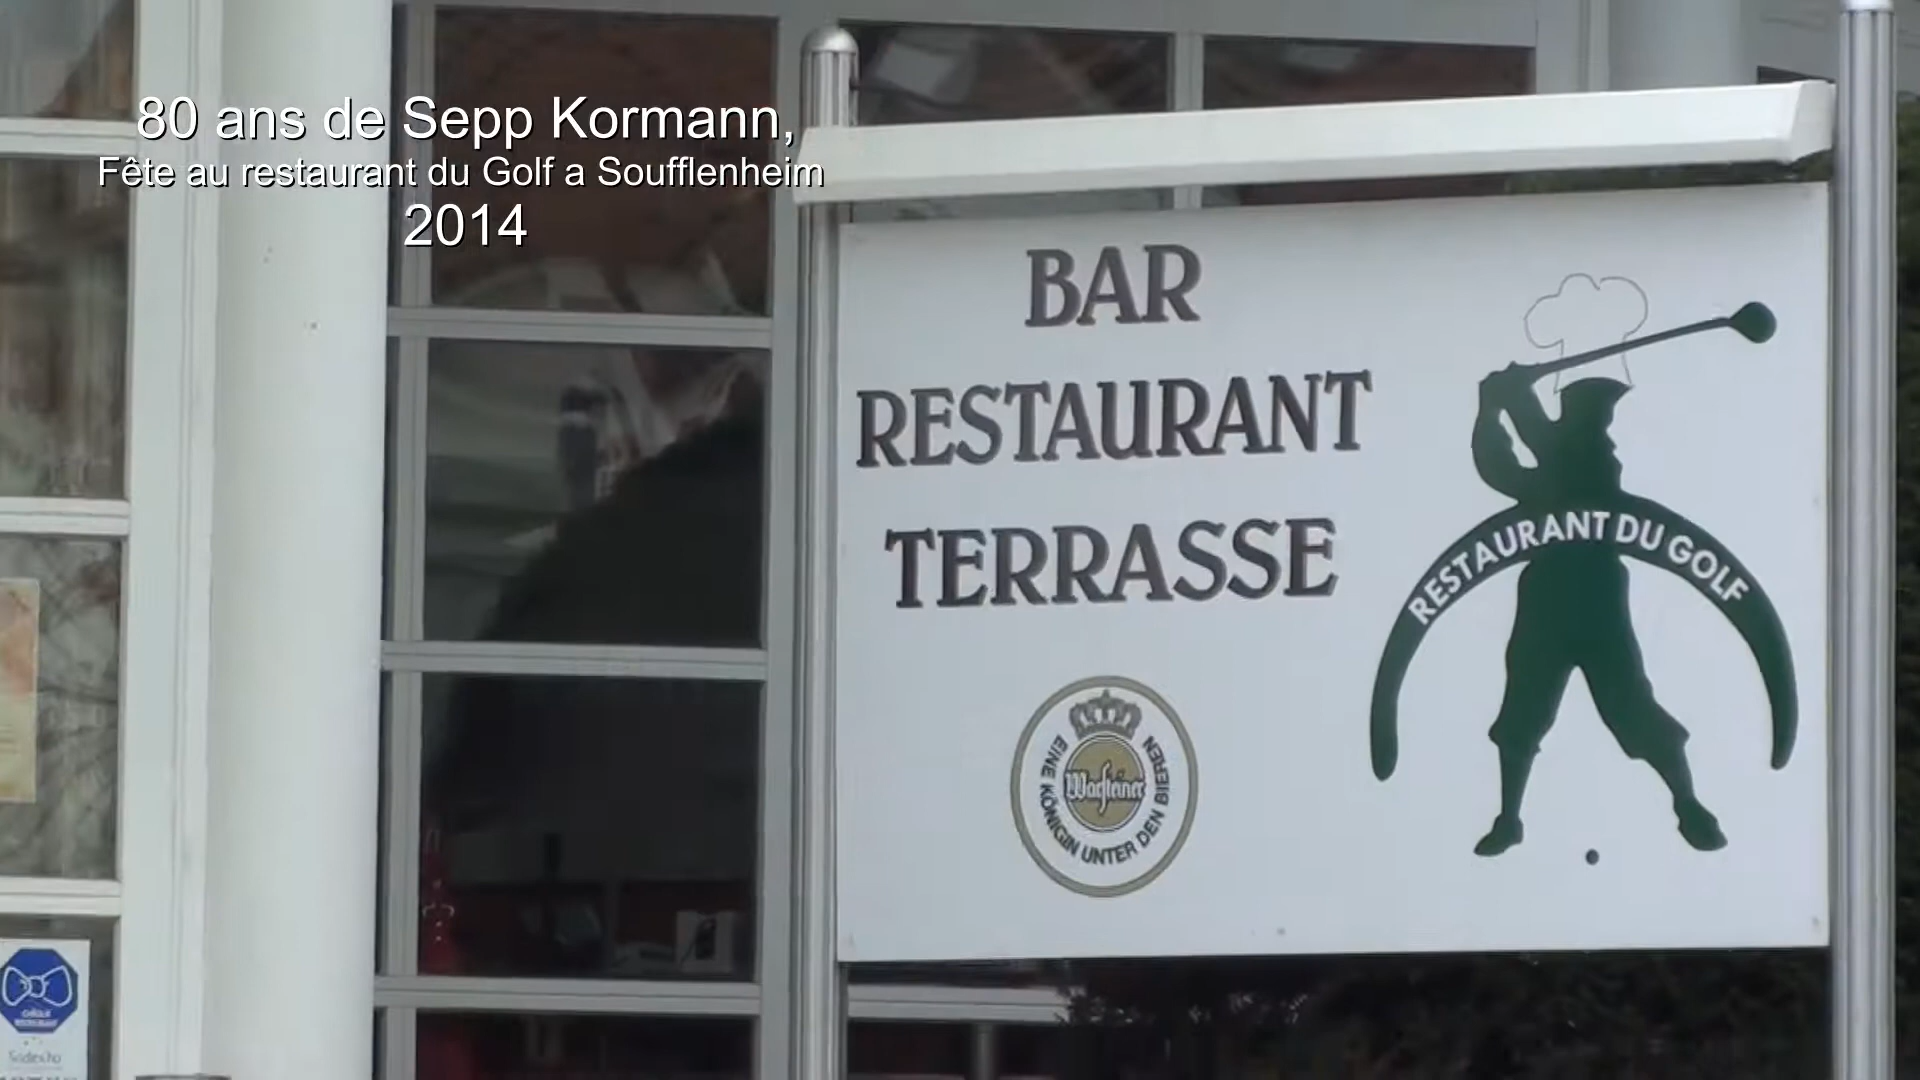 80 ans de Sepp Kormann,
Fête au restaurant du Golf a Soufflenheim
2014
BAR
RESTAURANT
TERRASSE
RESTAURANT DU GOLF
Warsteiner
EINE KÖNIGIN UNTER DEN BIEREN